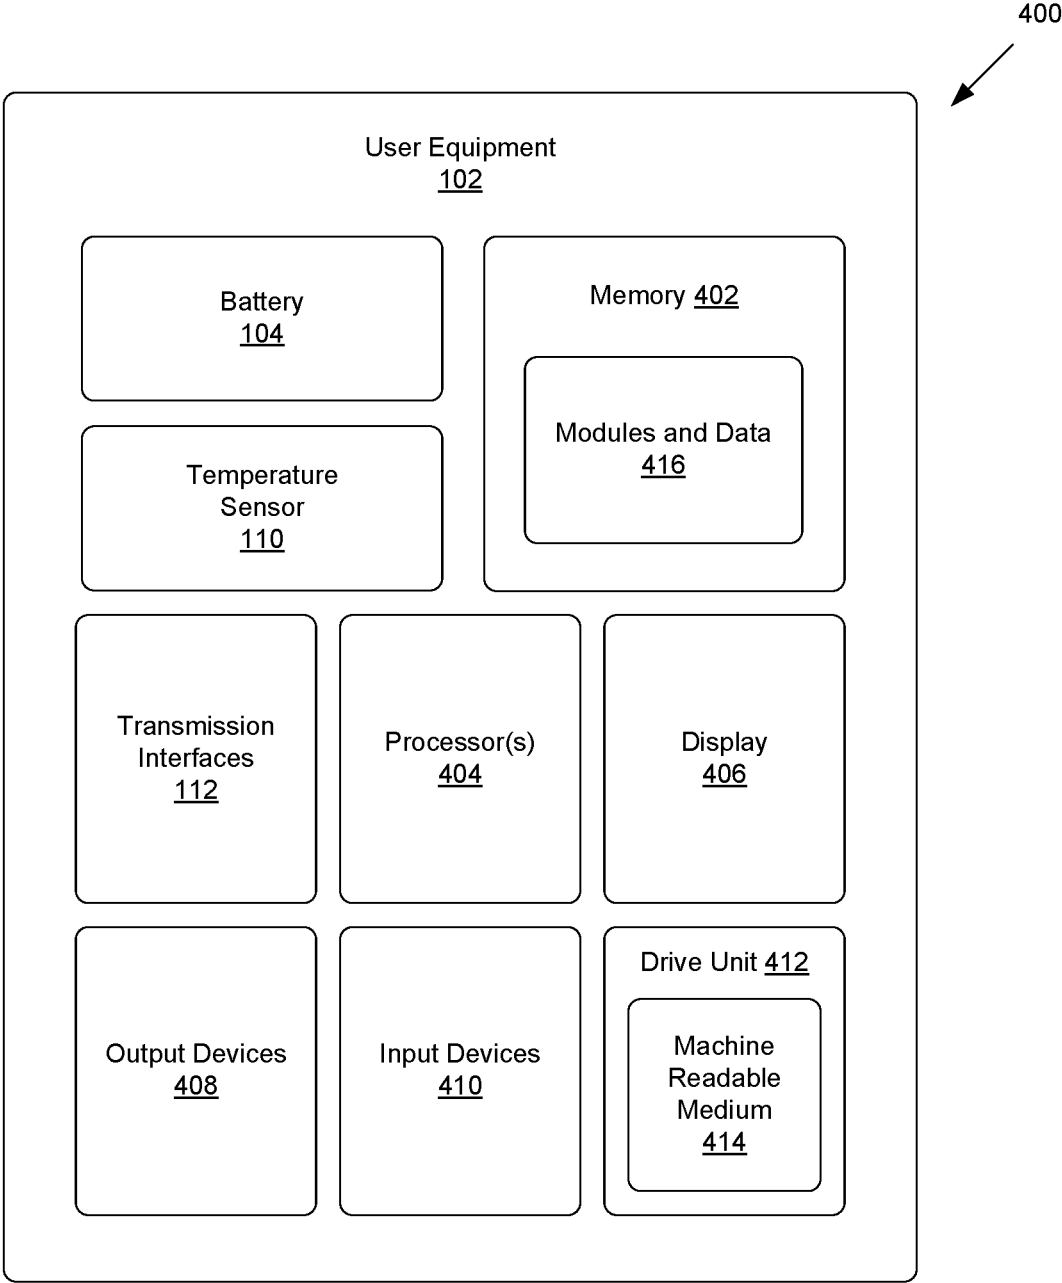 400
User Equipment
102
Battery
104
Memory 402
Modules and Data
416
Temperature
Sensor
110
Transmission
Interfaces
112
Processor(s)
404
Display
406
Output Devices
408
Input Devices
410
Drive Unit 412
Machine
Readable
Medium
414